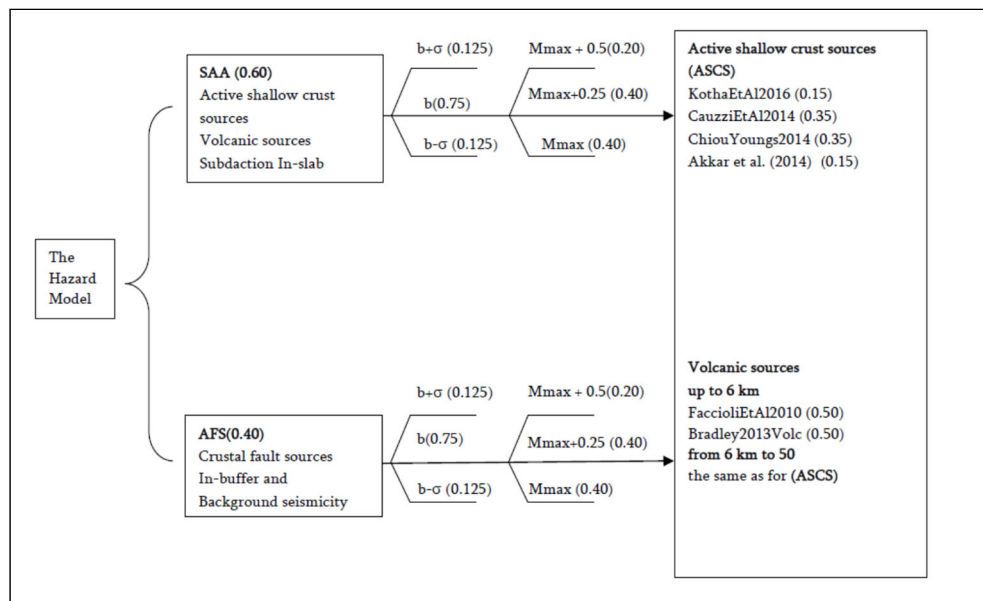 The
Hazard
Model
SAA (0.60)
Active shallow crust
sources
Volcanic sources
Subdaction In-slab
b+σ (0.125)
b(0.75)
b-σ (0.125)
Mmax + 0.5(0.20)
Mmax+0.25 (0.40)
Mmax (0.40)
Active shallow crust sources
(ASCS)
KothaEtAl2016 (0.15)
CauzziEtAl2014 (0.35)
ChiouYoungs2014 (0.35)
Akkar et al. (2014) (0.15)
AFS(0.40)
Crustal fault sources
In-buffer and
Background seismicity
b+σ (0.125)
b(0.75)
b-σ (0.125)
Mmax + 0.5(0.20)
Mmax+0.25 (0.40)
Mmax (0.40)
Volcanic sources
up to 6 km
FaccioliEtAl2010 (0.50)
Bradley2013Volc (0.50)
from 6 km to 50
the same as for (ASCS)